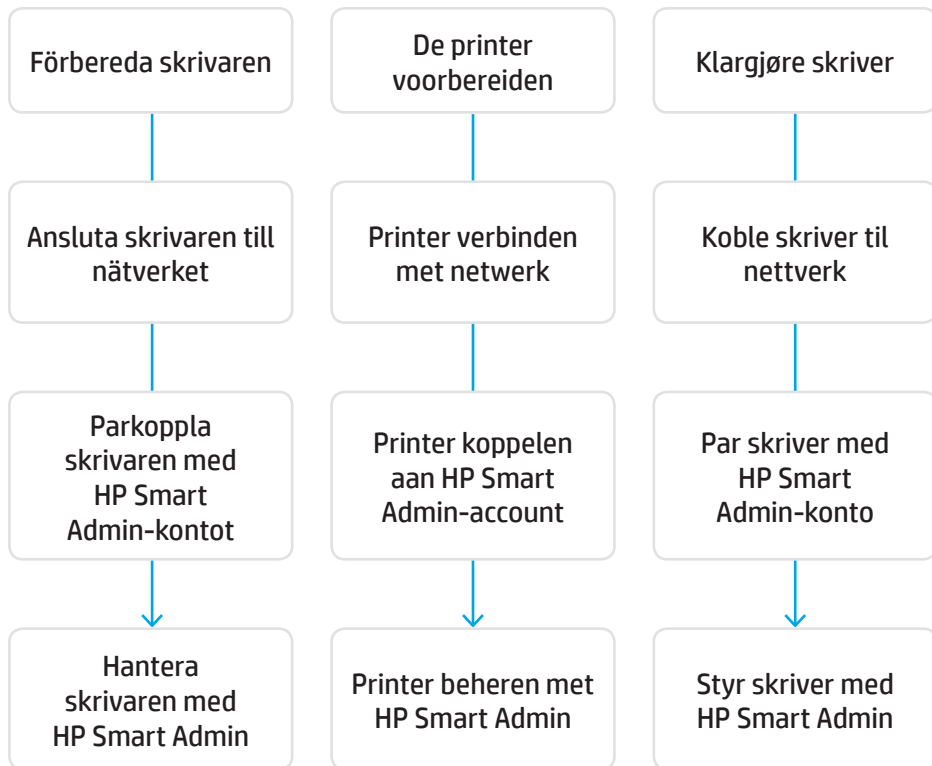 Förbereda skrivaren
Ansluta skrivaren till
nätverket
Parkoppla
skrivaren med
HP Smart
Admin-kontot
Hantera
skrivaren med
HP Smart Admin
De printer
voorbereiden
Printer verbinden
met netwerk
Printer koppelen
aan HP Smart
Admin-account
Printer beheren met
HP Smart Admin
Klargjøre skriver
Koble skriver til
nettverk
Par skriver med
HP Smart
Admin-konto
Styr skriver med
HP Smart Admin